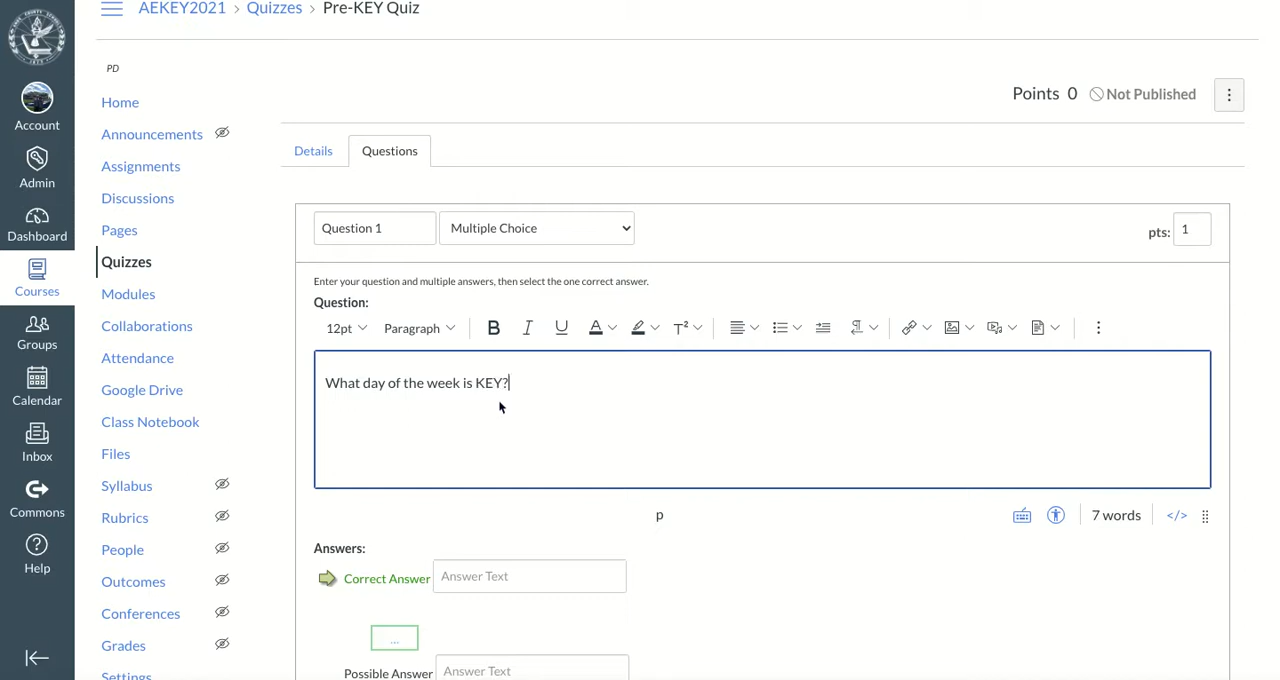 AEKEY2021 > Quizzes > Pre-KEY Quiz
PD
Account
Admin
Dashboard
Courses
Groups
Calendar
Inbox
Commons
Help
Home
Announcements
Assignments
Discussions
Pages
Quizzes
Modules
Collaborations
Attendance
Google Drive
Class Notebook
Files
Syllabus
Rubrics
People
Outcomes
Conferences
Grades
Settings
Points 0 Not Published
Details Questions
Question 1 Multiple Choice pts: 1
Enter your question and multiple answers, then select the one correct answer.
Question:
12pt Paragraph B I U A T²
What day of the week is KEY?
p 7 words </>
Answers:
Correct Answer Answer Text
...
Possible Answer Answer Text